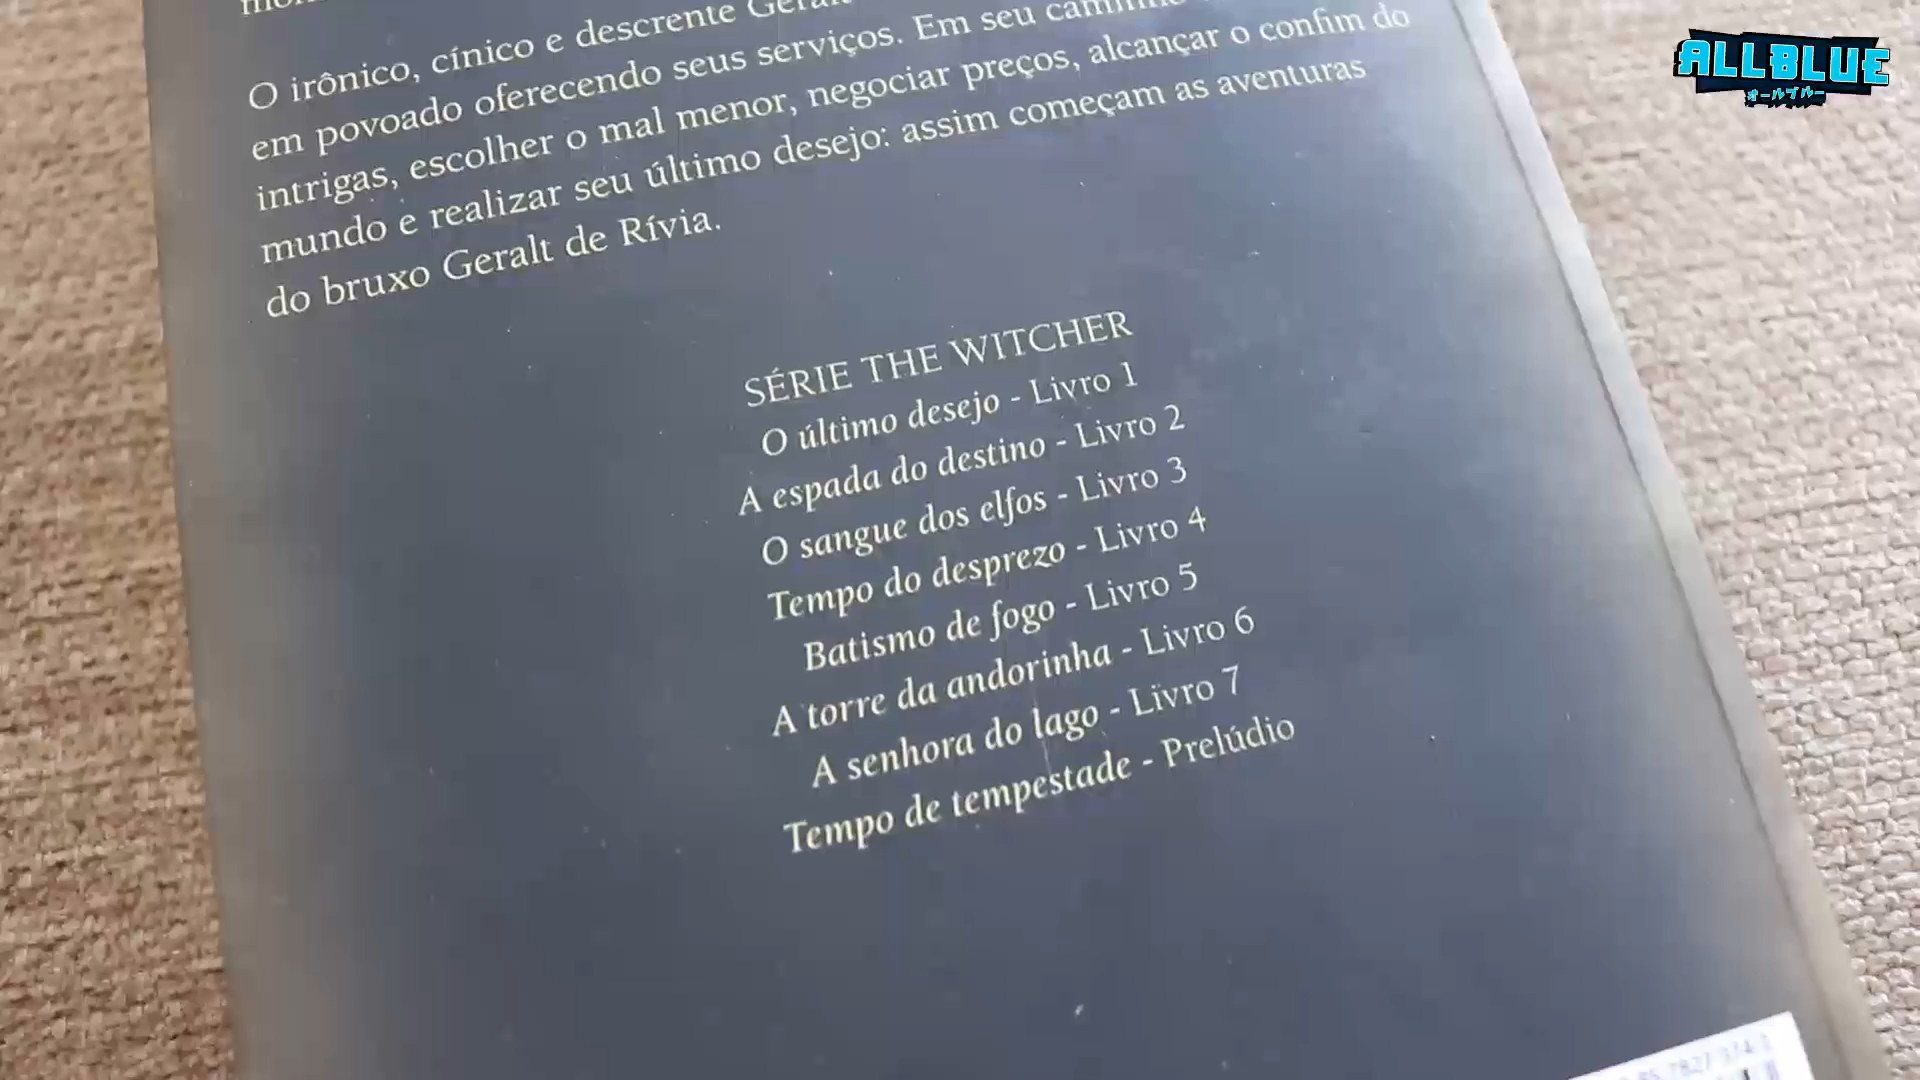 O irônico, cínico e descrente
em povoado oferecendo seus serviços. Em seu
intrigas, escolher o mal menor, negociar preços, alcançar o confim do
mundo e realizar seu último desejo: assim começam as aventuras
do bruxo Geralt de Rívia.
SÉRIE THE WITCHER
O último desejo - Livro 1
A espada do destino - Livro 2
O sangue dos elfos - Livro 3
Tempo do desprezo - Livro 4
Batismo de fogo - Livro 5
A torre da andorinha - Livro 6
A senhora do lago - Livro 7
Tempo de tempestade - Prelúdio
ALLBLUE
オールブルー